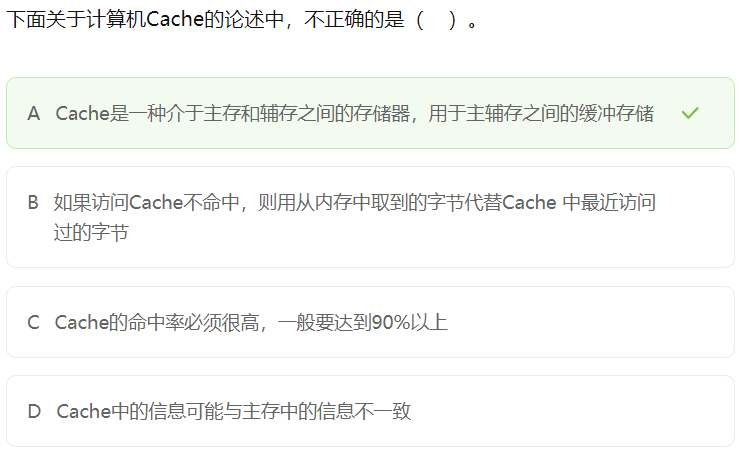 下面关于计算机Cache的论述中，不正确的是（ ）。
A Cache是一种介于主存和辅存之间的存储器，用于主辅存之间的缓冲存储
B 如果访问Cache不命中，则用从内存中取到的字节代替Cache 中最近访问
过的字节
C Cache的命中率必须很高，一般要达到90%以上
D Cache中的信息可能与主存中的信息不一致